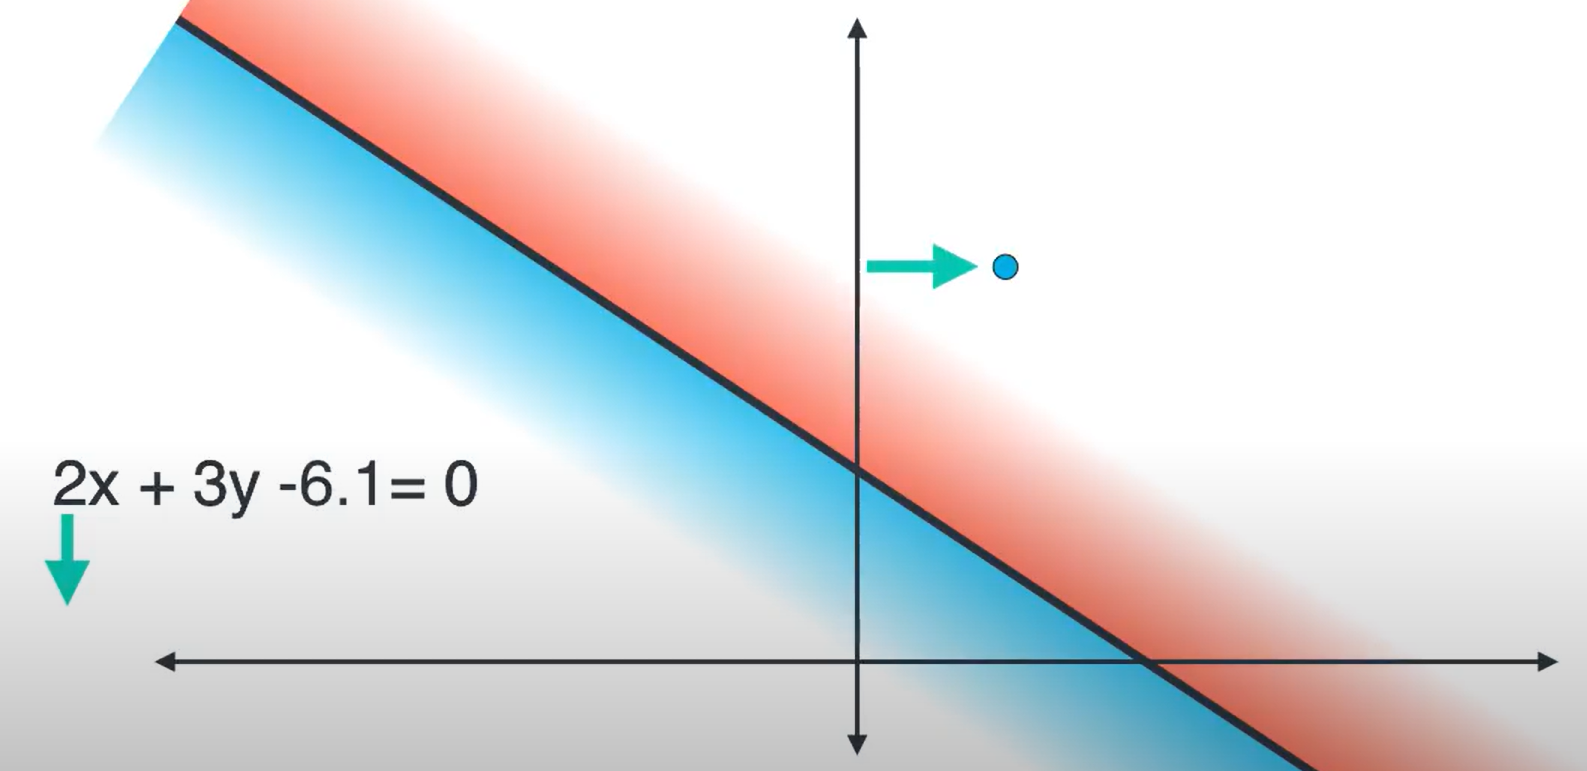 2x + 3y -6.1= 0